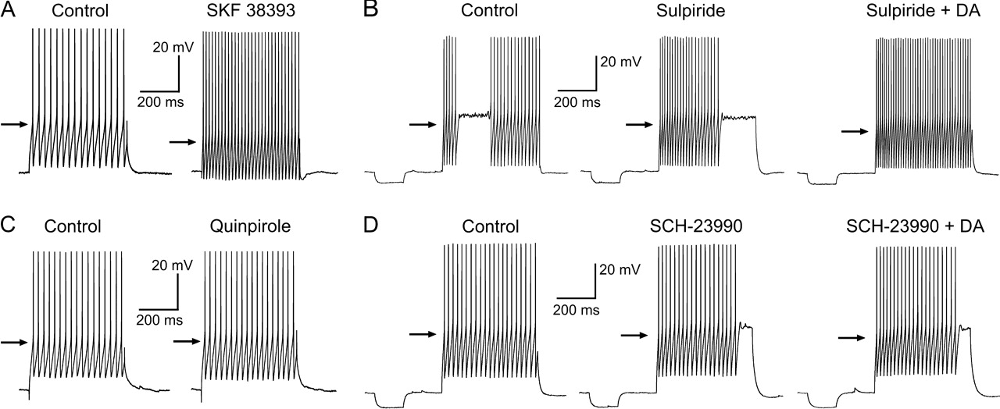 A
Control
SKF 38393
20 mV
200 ms
B
Control
Sulpiride
Sulpiride + DA
20 mV
200 ms
C
Control
Quinpirole
20 mV
200 ms
D
Control
SCH-23990
SCH-23990 + DA
20 mV
200 ms